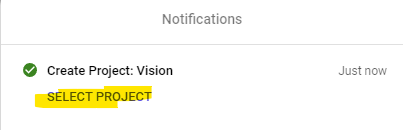 Notifications
Create Project: Vision Just now
SELECT PROJECT